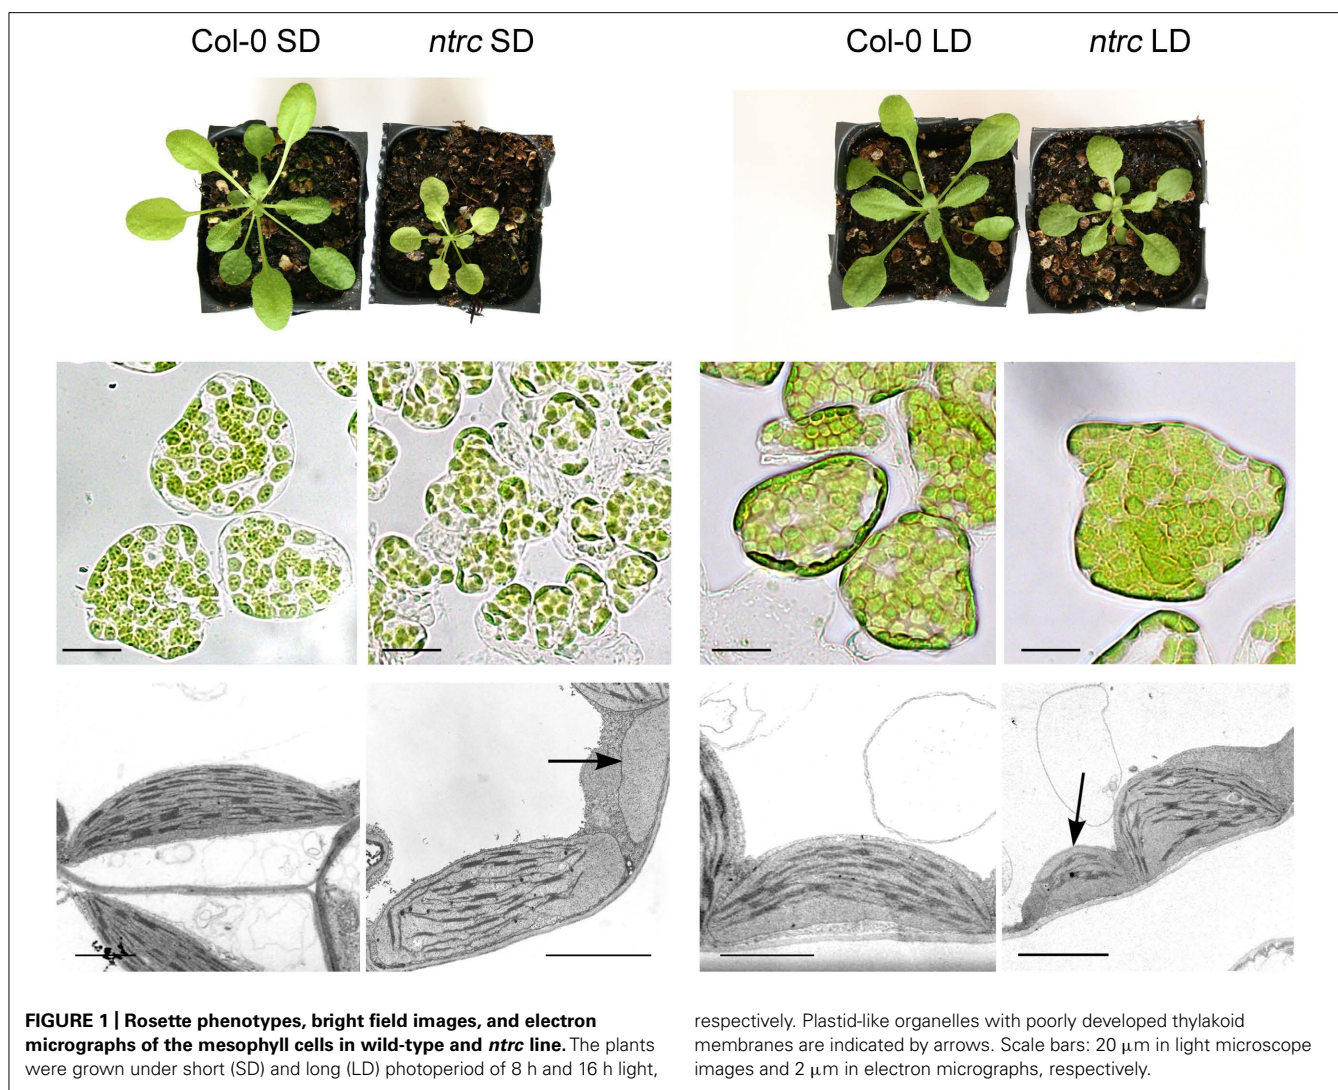 Col-0 SD
ntrc SD
Col-0 LD
ntrc LD
FIGURE 1 | Rosette phenotypes, bright field images, and electron
micrographs of the mesophyll cells in wild-type and ntrc line. The plants
were grown under short (SD) and long (LD) photoperiod of 8 h and 16 h light,
respectively. Plastid-like organelles with poorly developed thylakoid
membranes are indicated by arrows. Scale bars: 20 μm in light microscope
images and 2 μm in electron micrographs, respectively.